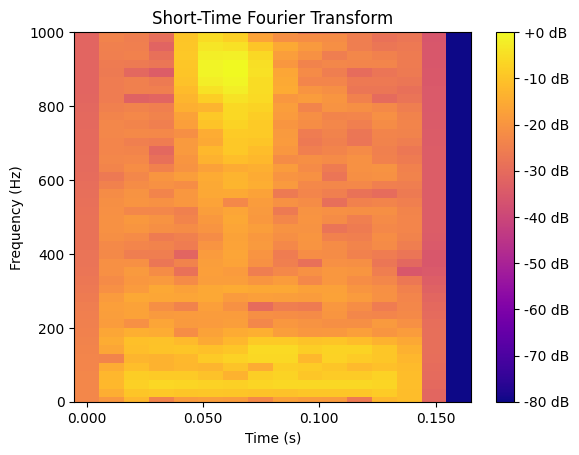 Short-Time Fourier Transform
1000
800
600
400
200
0
Frequency (Hz)
0.000
0.050
0.100
0.150
Time (s)
+0 dB
-10 dB
-20 dB
-30 dB
-40 dB
-50 dB
-60 dB
-70 dB
-80 dB